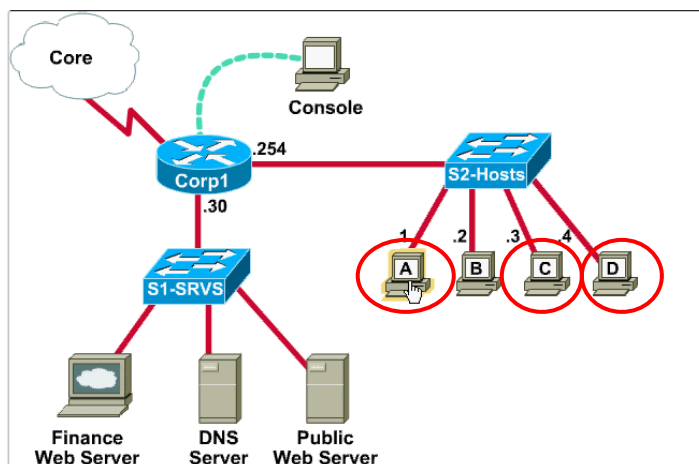 Core
Console
.254
Corp1
S2-Hosts
.30
1
.2
.3
.4
A
B
C
D
S1-SRVS
Finance
Web Server
DNS
Server
Public
Web Server